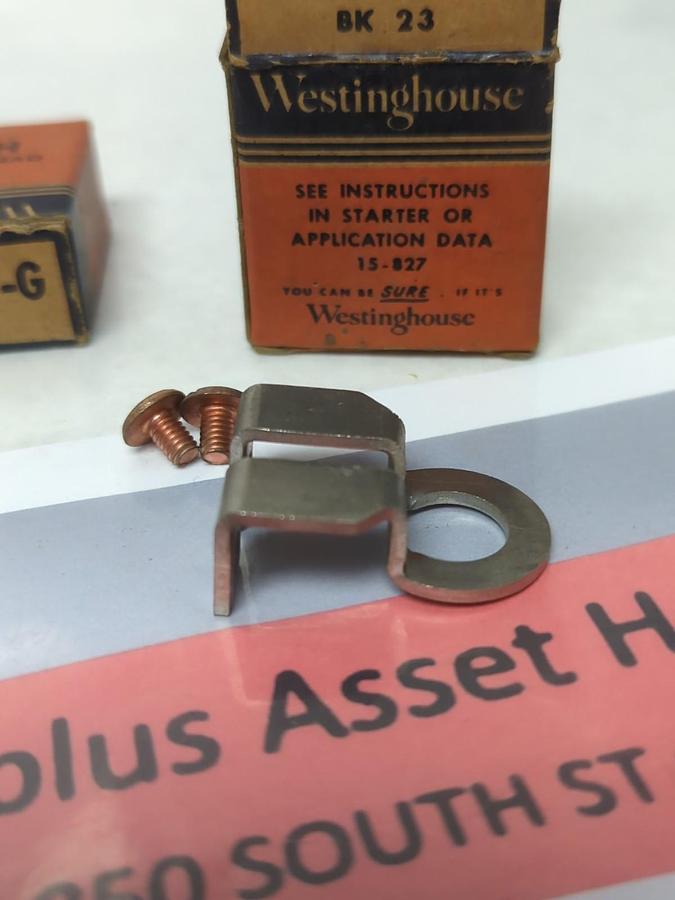 BK 23
Westinghouse
SEE INSTRUCTIONS
IN STARTER OR
APPLICATION DATA
15-827
YOU CAN BE SURE . IF IT'S
Westinghouse
-G
plus Asset H
850 SOUTH ST